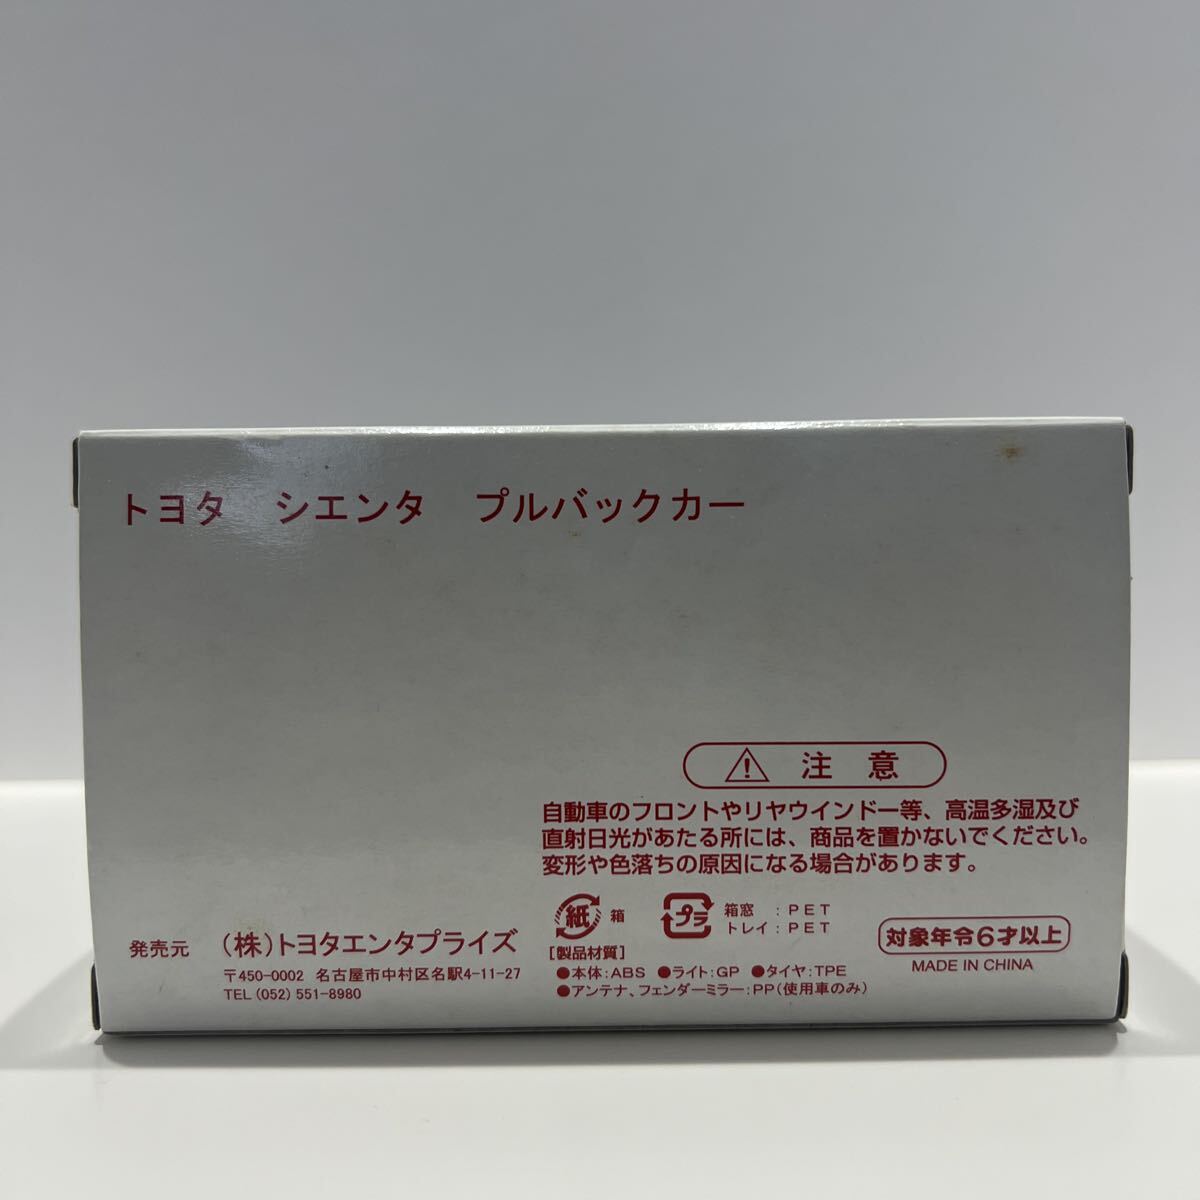 トヨタ　シエンタ　プルバックカー
注　意
自動車のフロントやリヤウインドー等、高温多湿及び
直射日光があたる所には、商品を置かないでください。
変形や色落ちの原因になる場合があります。
紙 箱
プラ 箱窓　：PET
トレイ：PET
[製品材質]
●本体：ABS ●ライト：GP ●タイヤ：TPE
●アンテナ、フェンダーミラー：PP(使用車のみ)
発売元 (株)トヨタエンタプライズ
〒450-0002 名古屋市中村区名駅4-11-27
TEL (052) 551-8980
対象年令6才以上
MADE IN CHINA